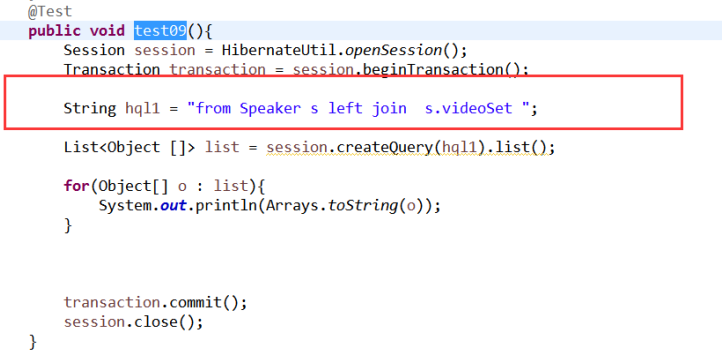 @Test
public void test09(){
Session session = HibernateUtil.openSession();
Transaction transaction = session.beginTransaction();
String hql1 = "from Speaker s left join  s.videoSet ";
List<Object []> list = session.createQuery(hql1).list();
for(Object[] o : list){
System.out.println(Arrays.toString(o));
}
transaction.commit();
session.close();
}